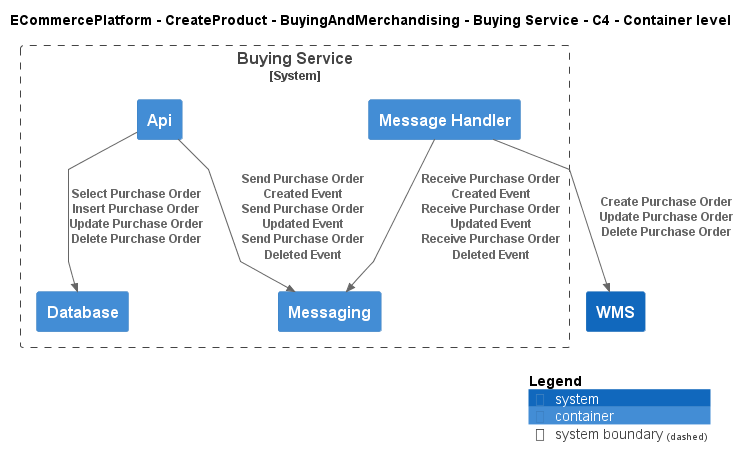 ECommercePlatform - CreateProduct - BuyingAndMerchandising - Buying Service - C4 - Container level
Buying Service
[System]
Api
Message Handler
Select Purchase Order
Insert Purchase Order
Update Purchase Order
Delete Purchase Order
Send Purchase Order
Created Event
Send Purchase Order
Updated Event
Send Purchase Order
Deleted Event
Receive Purchase Order
Created Event
Receive Purchase Order
Updated Event
Receive Purchase Order
Deleted Event
Create Purchase Order
Update Purchase Order
Delete Purchase Order
Database
Messaging
WMS
Legend
system
container
system boundary (dashed)